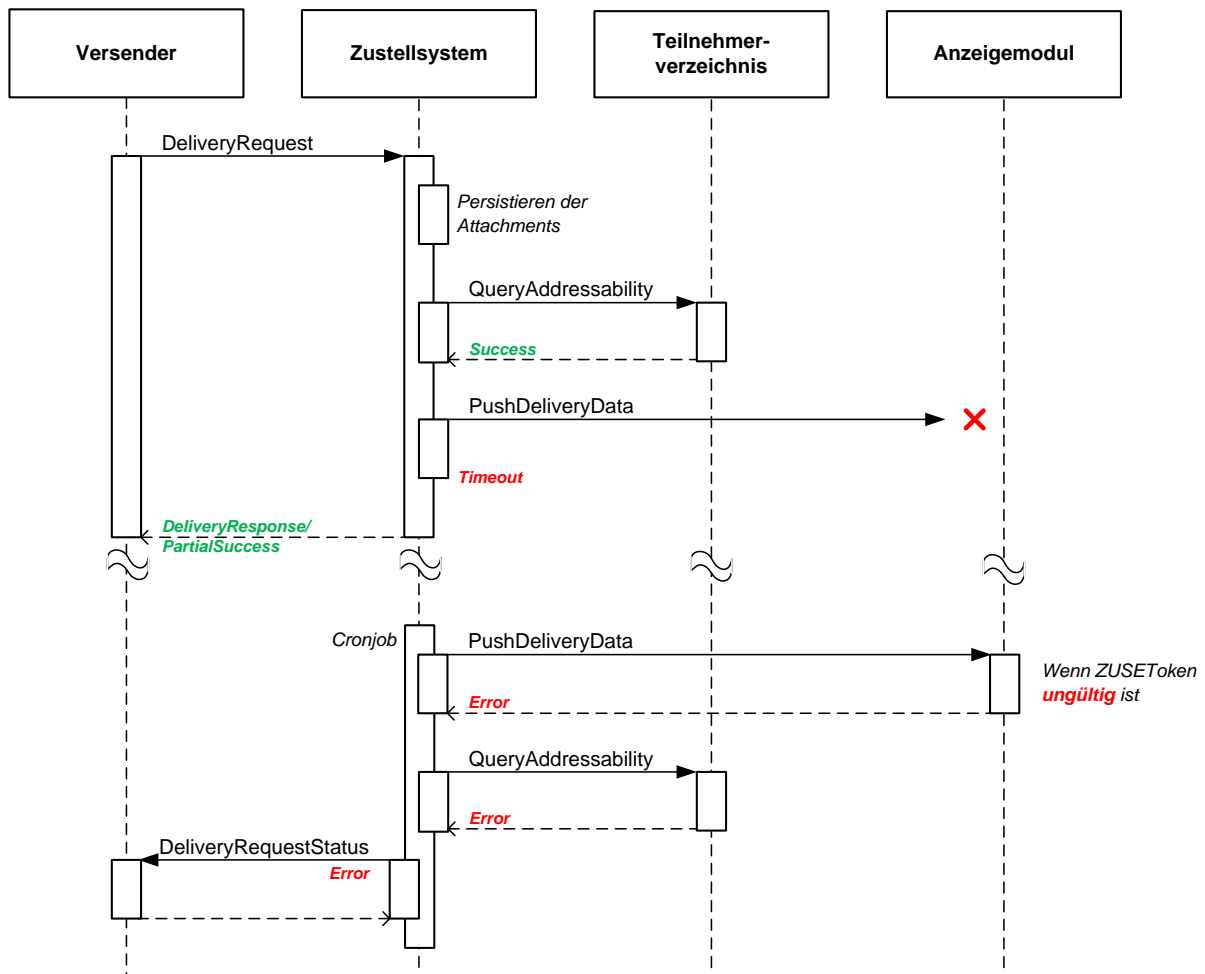 Versender
Zustellsystem
Teilnehmer-
verzeichnis
Anzeigemodul
DeliveryRequest
Persistieren der
Attachments
QueryAddressability
Success
PushDeliveryData
Timeout
DeliveryResponse/
PartialSuccess
Cronjob
PushDeliveryData
Wenn ZUSEToken
ungültig ist
Error
QueryAddressability
Error
DeliveryRequestStatus
Error